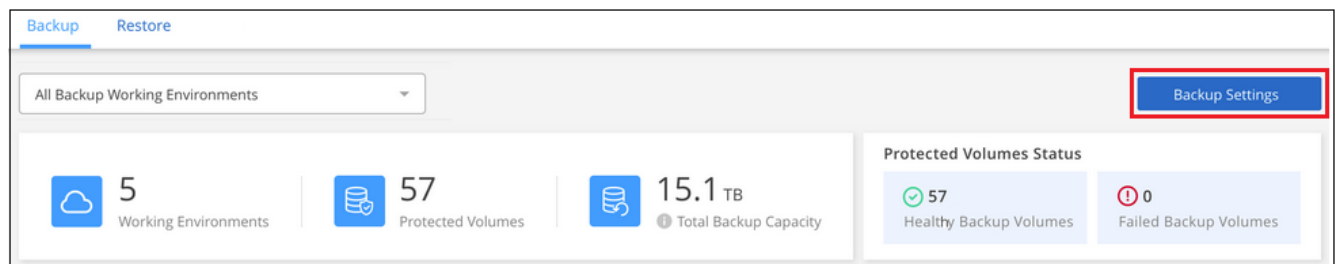 Backup Restore
All Backup Working Environments
Backup Settings
5
Working Environments
57
Protected Volumes
15.1 TB
Total Backup Capacity
Protected Volumes Status
57
Healthy Backup Volumes
0
Failed Backup Volumes